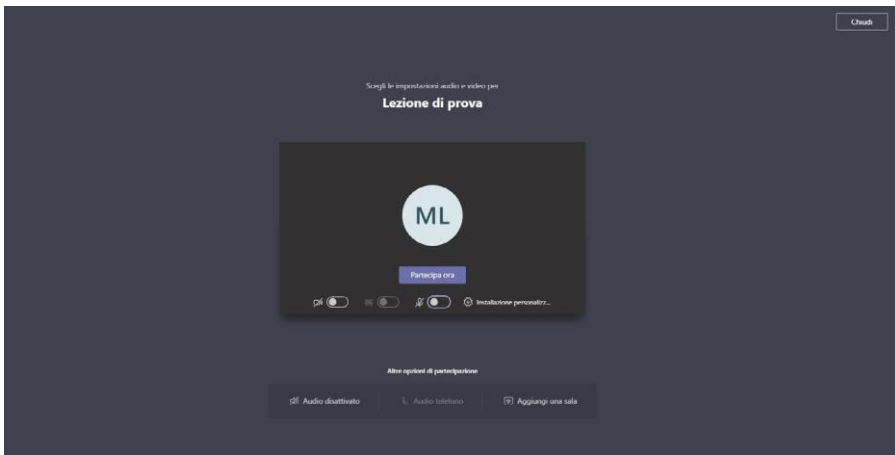 Chiudi
Scegli le impostazioni audio e video per
Lezione di prova
ML
Partecipa ora
Installazione personalizz...
Altre opzioni di partecipazione
Audio disattivato
Audio telefono
Aggiungi una sala